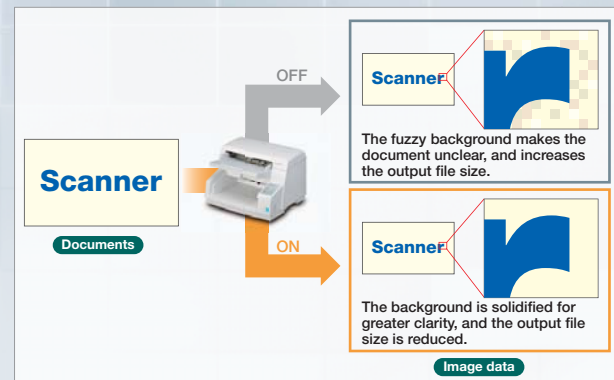 Scanner
Documents
OFF
ON
Scanner
The fuzzy background makes the
document unclear, and increases
the output file size.
Scanner
The background is solidified for
greater clarity, and the output file
size is reduced.
Image data